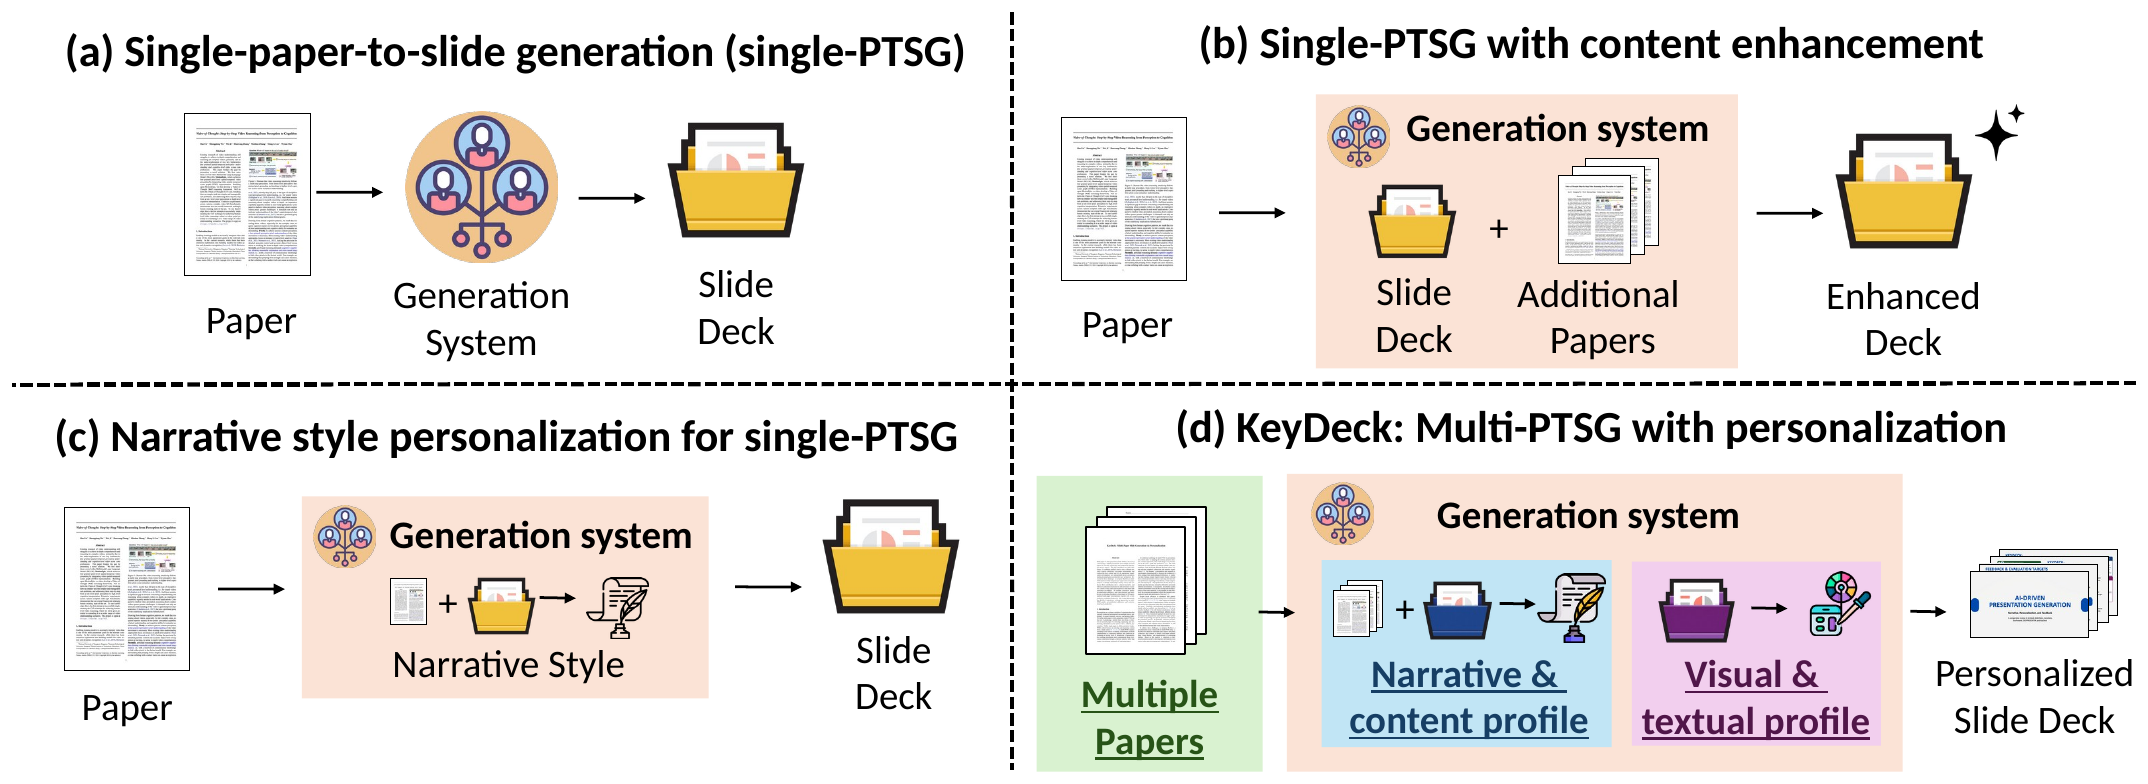 (a) Single-paper-to-slide generation (single-PTSG)
Paper
Generation
System
Slide
Deck
(b) Single-PTSG with content enhancement
Paper
Generation system
Slide
Deck
+
Additional
Papers
Enhanced
Deck
(c) Narrative style personalization for single-PTSG
Paper
Generation system
+
Narrative Style
Slide
Deck
(d) KeyDeck: Multi-PTSG with personalization
Multiple
Papers
Generation system
+
Narrative &
content profile
Visual &
textual profile
FEEDBACK & EVALUATION TARGETS
AI-DRIVEN
PRESENTATION GENERATION
Personalized
Slide Deck